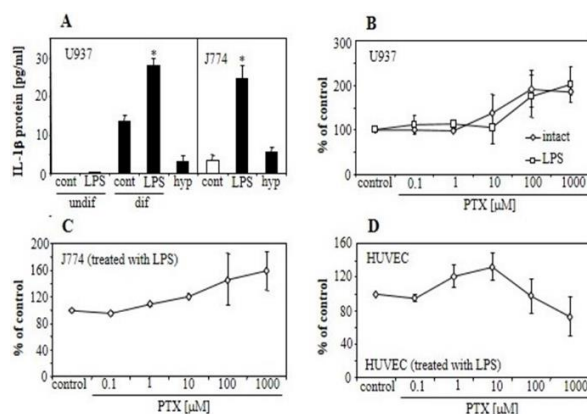 A
B
U937
J774
*
*
IL-1β protein [pg/ml]
30
20
10
0
cont LPS cont LPS hyp cont LPS hyp
undif dif
U937
% of control
300
200
100
0
intact
LPS
control 0.1 1 10 100 1000
PTX [μM]
C
D
J774 (treated with LPS)
% of control
200
160
120
80
40
0
control 0.1 1 10 100 1000
PTX [μM]
HUVEC
% of control
160
120
80
40
0
HUVEC (treated with LPS)
control 0.1 1 10 100 1000
PTX [μM]